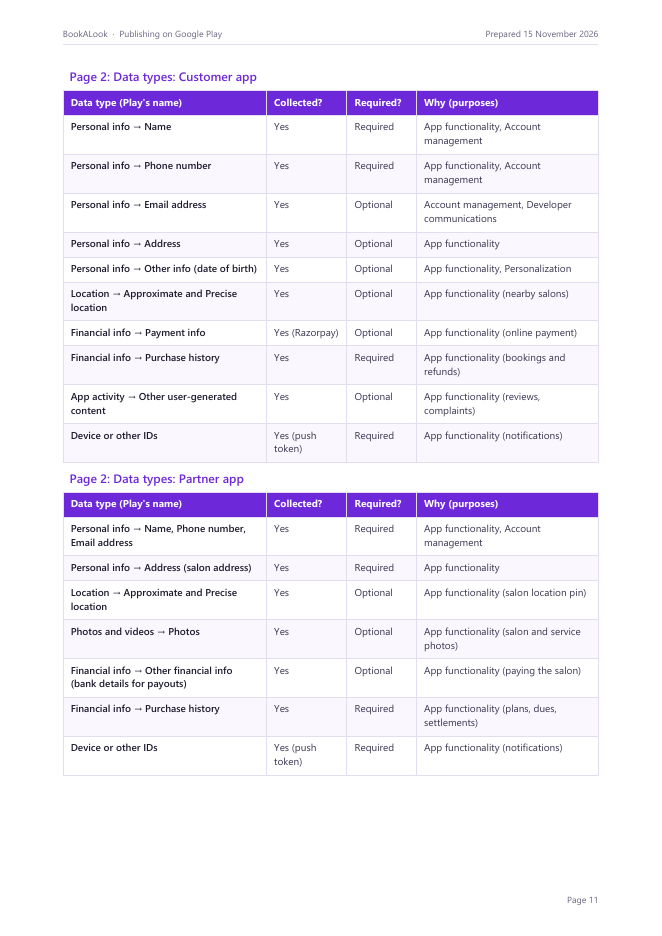 BookALook · Publishing on Google Play Prepared 15 November 2026
Page 2: Data types: Customer app
Data type (Play's name) Collected? Required? Why (purposes)
Personal info → Name Yes Required App functionality, Account
management
Personal info → Phone number Yes Required App functionality, Account
management
Personal info → Email address Yes Optional Account management, Developer
communications
Personal info → Address Yes Optional App functionality
Personal info → Other info (date of birth) Yes Optional App functionality, Personalization
Location → Approximate and Precise Yes Optional App functionality (nearby salons)
location
Financial info → Payment info Yes (Razorpay) Optional App functionality (online payment)
Financial info → Purchase history Yes Required App functionality (bookings and
refunds)
App activity → Other user-generated Yes Optional App functionality (reviews,
content complaints)
Device or other IDs Yes (push Required App functionality (notifications)
token)
Page 2: Data types: Partner app
Data type (Play's name) Collected? Required? Why (purposes)
Personal info → Name, Phone number, Yes Required App functionality, Account
Email address management
Personal info → Address (salon address) Yes Required App functionality
Location → Approximate and Precise Yes Optional App functionality (salon location pin)
location
Photos and videos → Photos Yes Optional App functionality (salon and service
photos)
Financial info → Other financial info Yes Optional App functionality (paying the salon)
(bank details for payouts)
Financial info → Purchase history Yes Required App functionality (plans, dues,
settlements)
Device or other IDs Yes (push Required App functionality (notifications)
token)
Page 11